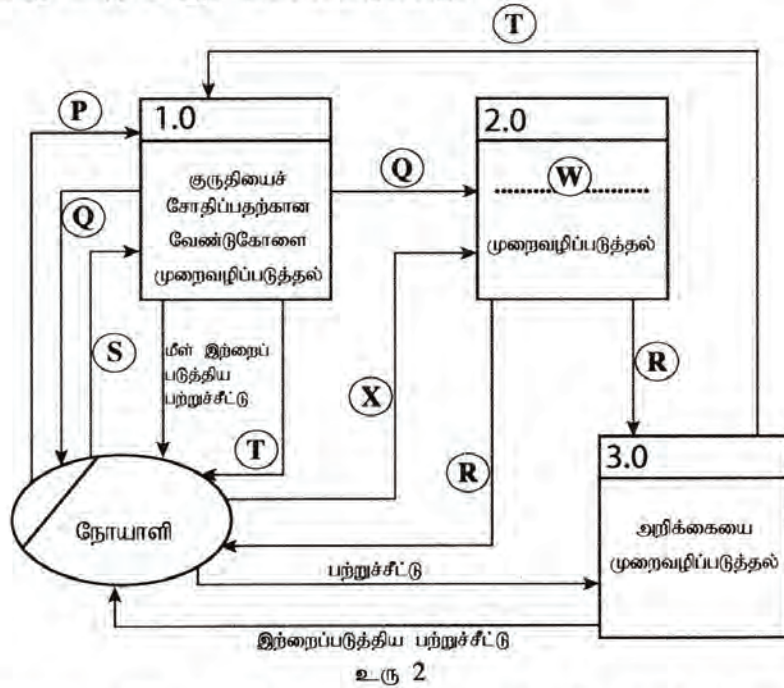 T
P
1.0
2.0
குருதியைச்
சோதிப்பதற்கான
வேண்டுகோளை
முறைவழிப்படுத்தல்
Q
Q
W
முறைவழிப்படுத்தல்
S
மீள் இற்றைப்
படுத்திய
பற்றுச்சீட்டு
X
R
T
R
3.0
அறிக்கையை
முறைவழிப்படுத்தல்
நோயாளி
பற்றுச்சீட்டு
இற்றைப்படுத்திய பற்றுச்சீட்டு
உரு 2